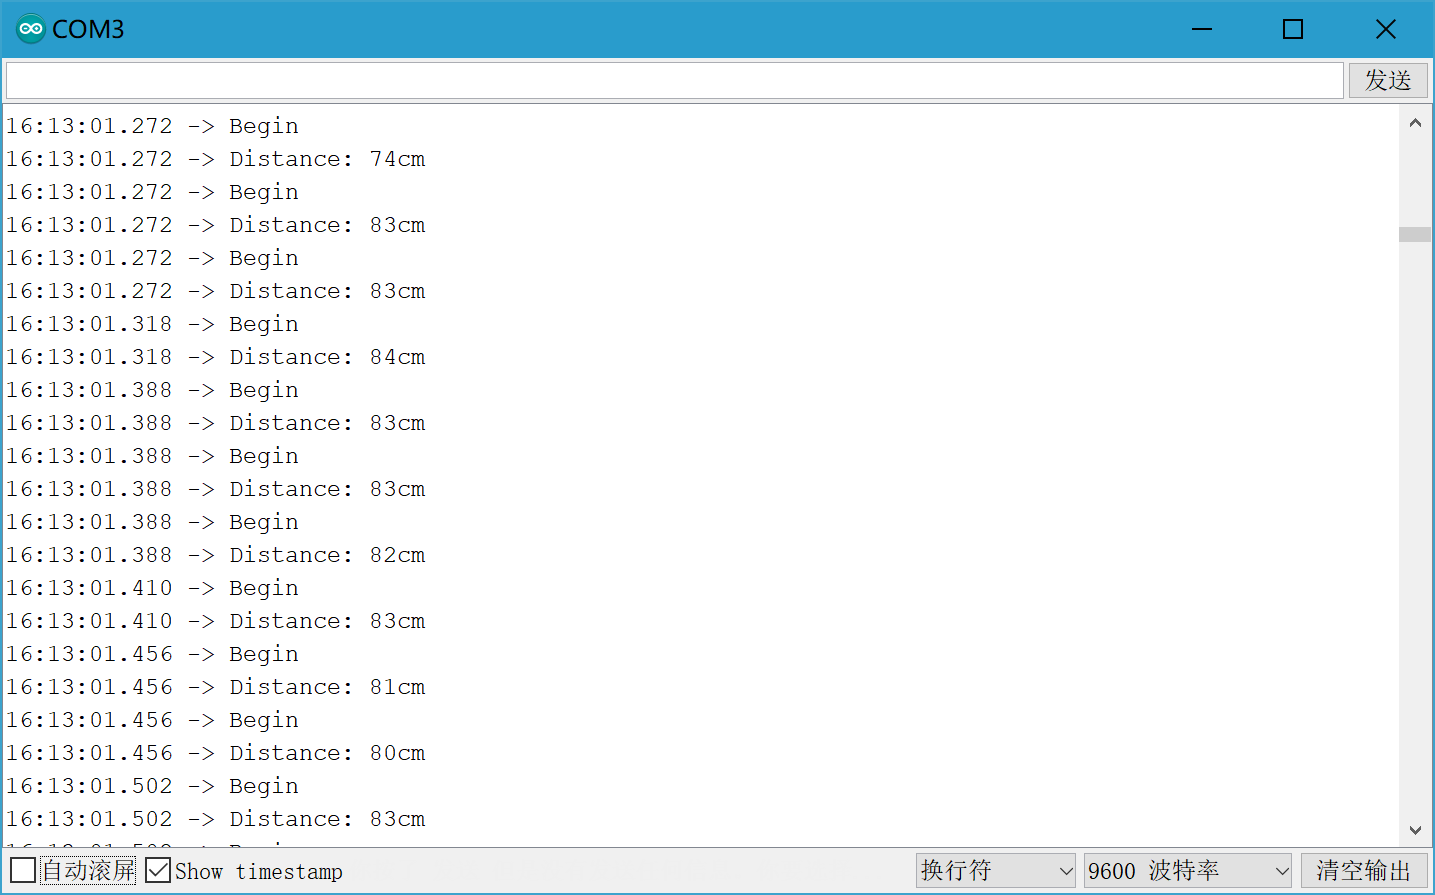 COM3
发送
16:13:01.272 -> Begin
16:13:01.272 -> Distance: 74cm
16:13:01.272 -> Begin
16:13:01.272 -> Distance: 83cm
16:13:01.272 -> Begin
16:13:01.272 -> Distance: 83cm
16:13:01.318 -> Begin
16:13:01.318 -> Distance: 84cm
16:13:01.388 -> Begin
16:13:01.388 -> Distance: 83cm
16:13:01.388 -> Begin
16:13:01.388 -> Distance: 83cm
16:13:01.388 -> Begin
16:13:01.388 -> Distance: 82cm
16:13:01.410 -> Begin
16:13:01.410 -> Distance: 83cm
16:13:01.456 -> Begin
16:13:01.456 -> Distance: 81cm
16:13:01.456 -> Begin
16:13:01.456 -> Distance: 80cm
16:13:01.502 -> Begin
16:13:01.502 -> Distance: 83cm
自动滚屏 Show timestamp 换行符 9600 波特率 清空输出